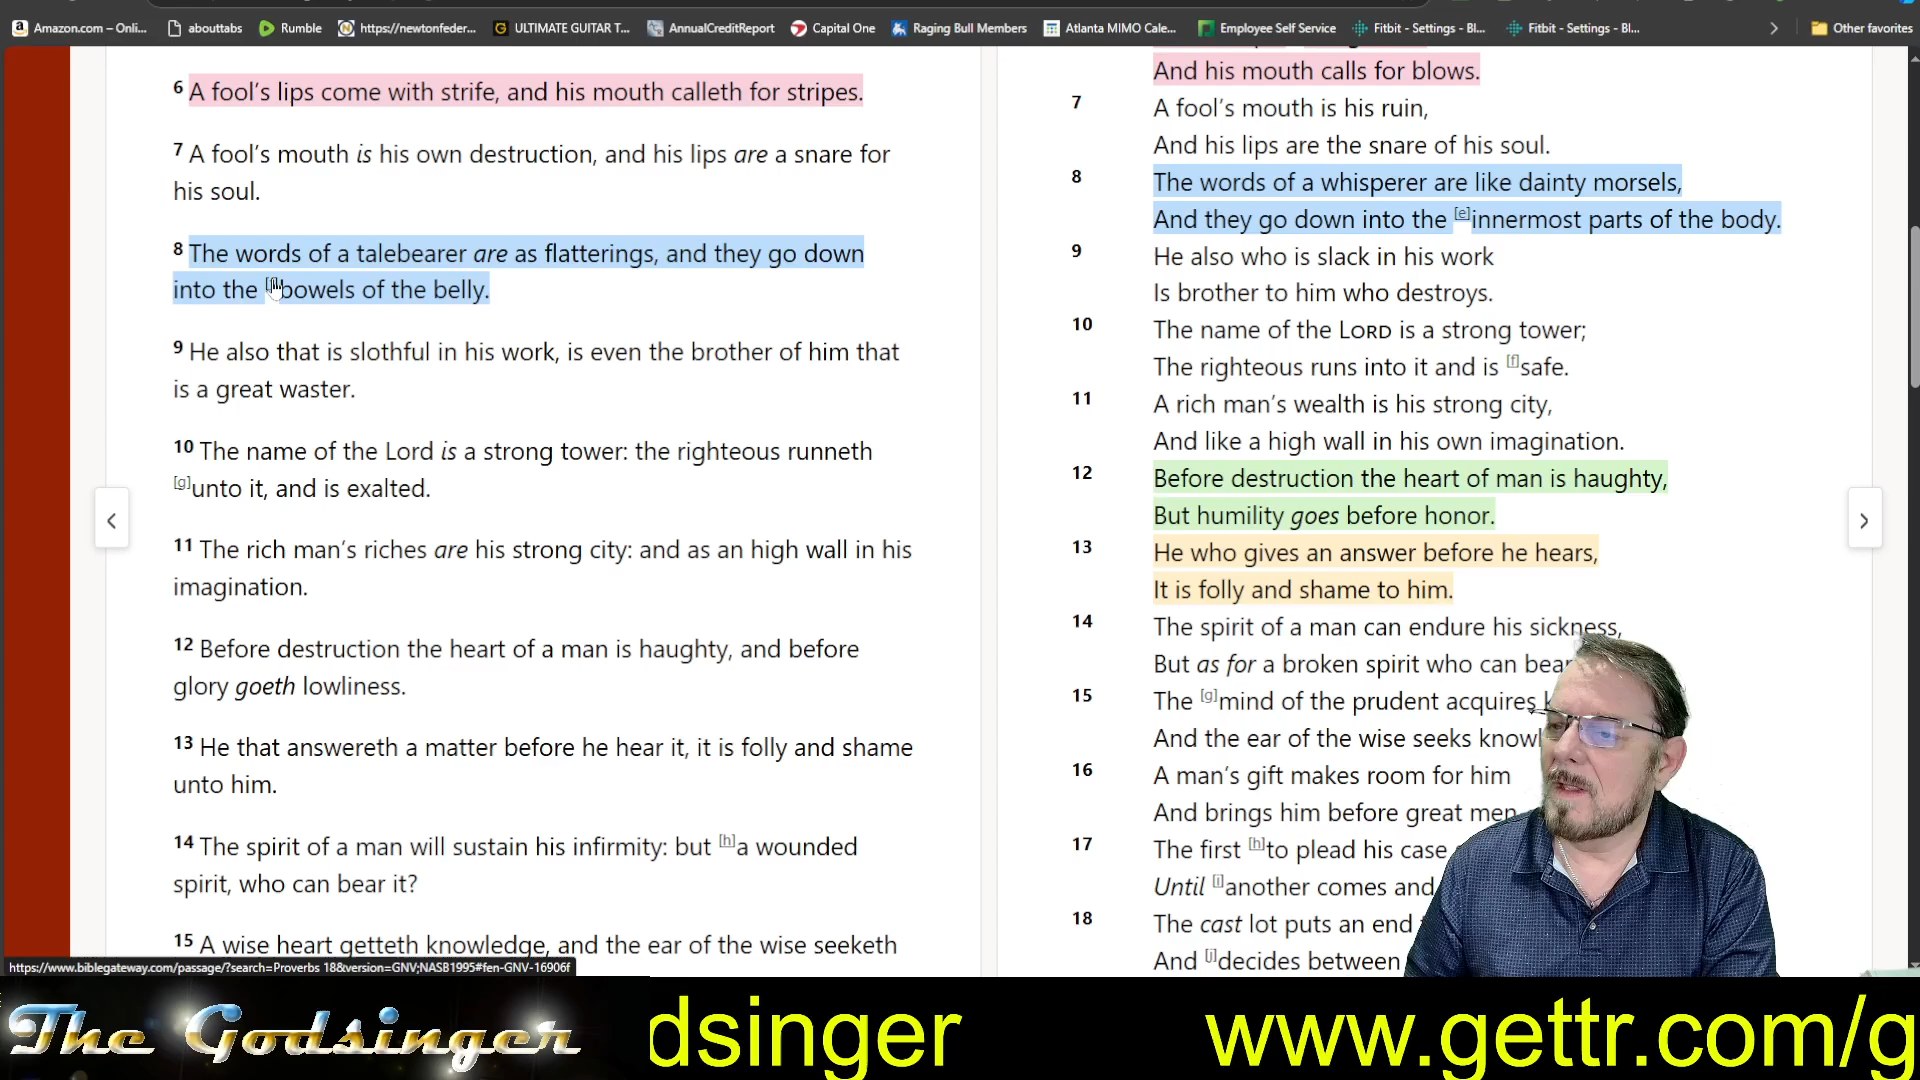 Amazon.com – Onli...
abouttabs
Rumble
https://newtonfeder...
ULTIMATE GUITAR T...
AnnualCreditReport
Capital One
Raging Bull Members
Atlanta MIMO Cale...
Employee Self Service
Fitbit - Settings - Bl...
Fitbit - Settings - Bl...
Other favorites
6 A fool's lips come with strife, and his mouth calleth for stripes.
7 A fool's mouth is his own destruction, and his lips are a snare for
his soul.
8 The words of a talebearer are as flatterings, and they go down
into the bowels of the belly.
9 He also that is slothful in his work, is even the brother of him that
is a great waster.
10 The name of the Lord is a strong tower: the righteous runneth
[g]unto it, and is exalted.
11 The rich man's riches are his strong city: and as an high wall in his
imagination.
12 Before destruction the heart of a man is haughty, and before
glory goeth lowliness.
13 He that answereth a matter before he hear it, it is folly and shame
unto him.
14 The spirit of a man will sustain his infirmity: but [h]a wounded
spirit, who can bear it?
15 A wise heart getteth knowledge, and the ear of the wise seeketh
https://www.biblegateway.com/passage/?search=Proverbs 18&version=GNV;NASB1995#fen-GNV-16906f
And his mouth calls for blows.
7 A fool's mouth is his ruin,
And his lips are the snare of his soul.
8 The words of a whisperer are like dainty morsels,
And they go down into the [e]innermost parts of the body.
9 He also who is slack in his work
Is brother to him who destroys.
10 The name of the LORD is a strong tower;
The righteous runs into it and is [f]safe.
11 A rich man's wealth is his strong city,
And like a high wall in his own imagination.
12 Before destruction the heart of man is haughty,
But humility goes before honor.
13 He who gives an answer before he hears,
It is folly and shame to him.
14 The spirit of a man can endure his sickness,
But as for a broken spirit who can bear
15 The [g]mind of the prudent acquires
And the ear of the wise seeks
16 A man's gift makes room for him
And brings him before great men.
17 The first [h]to plead his case
Until [i]another comes and
18 The cast lot puts an end
And [j]decides between
The Godsinger
dsinger
www.gettr.com/g